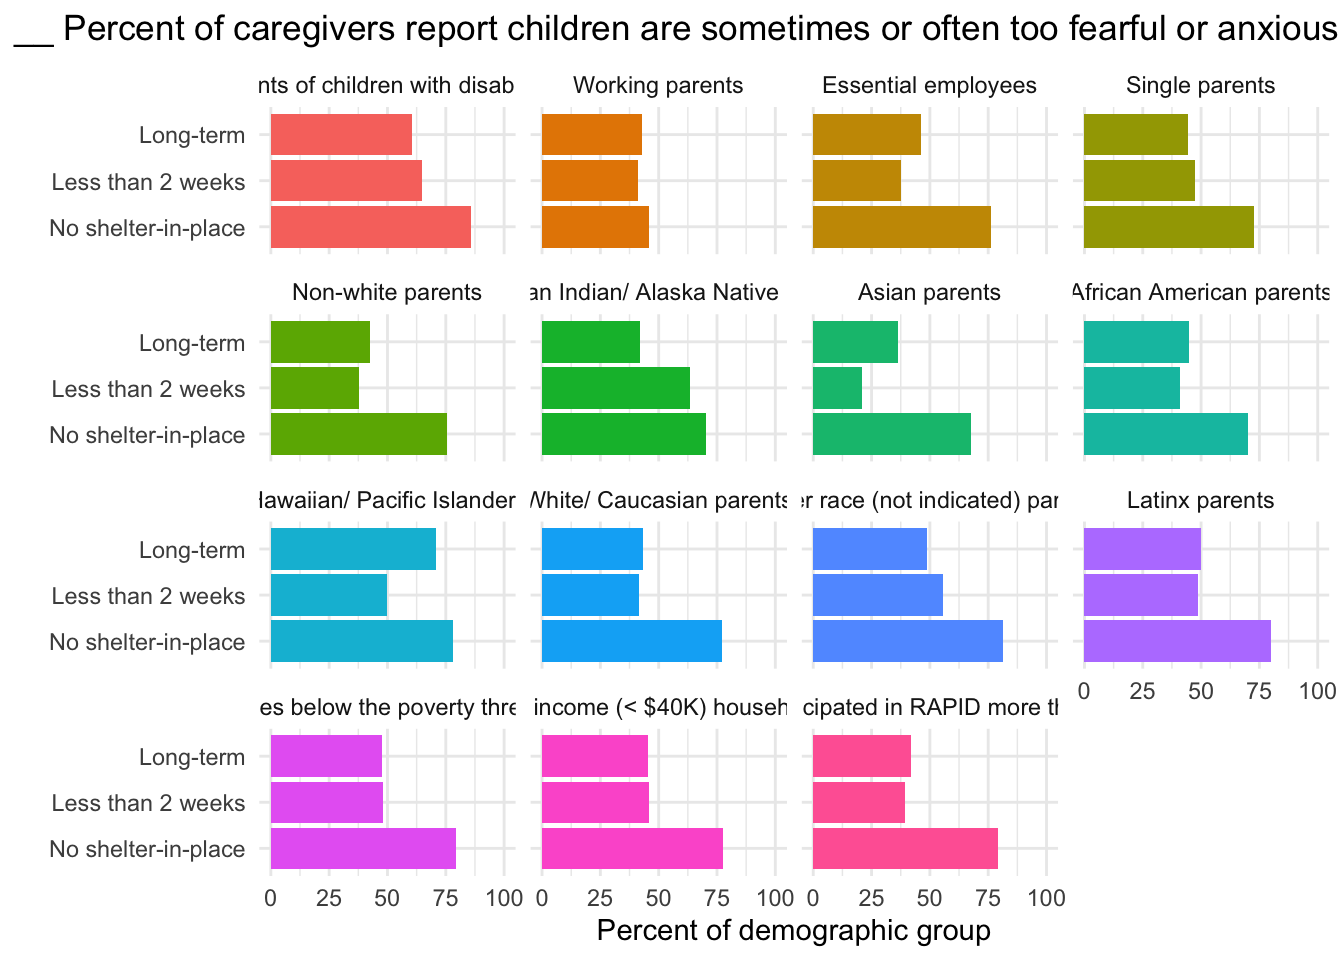 __ Percent of caregivers report children are sometimes or often too fearful or anxious
nts of children with disab
Working parents
Essential employees
Single parents
Long-term
Less than 2 weeks
No shelter-in-place
Non-white parents
an Indian/ Alaska Native
Asian parents
African American parents
Long-term
Less than 2 weeks
No shelter-in-place
Hawaiian/ Pacific Islander
White/ Caucasian parents
er race (not indicated) par
Latinx parents
Long-term
Less than 2 weeks
No shelter-in-place
0 25 50 75 100
es below the poverty thre
income (< $40K) househ
cipated in RAPID more th
Long-term
Less than 2 weeks
No shelter-in-place
0 25 50 75 100
0 25 50 75 100
0 25 50 75 100
Percent of demographic group